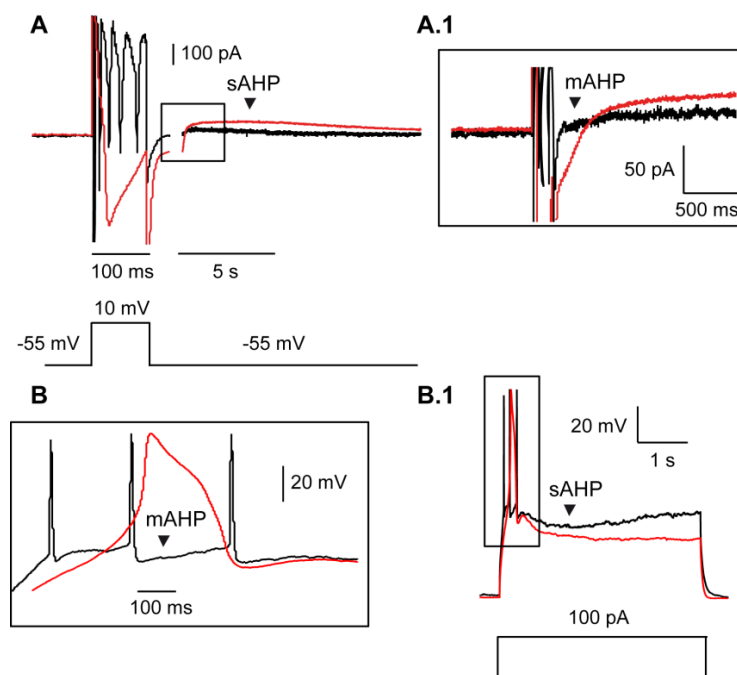 A
100 pA
sAHP
100 ms
5 s
10 mV
-55 mV
-55 mV
A.1
mAHP
50 pA
500 ms
B
20 mV
mAHP
100 ms
B.1
20 mV
1 s
sAHP
100 pA